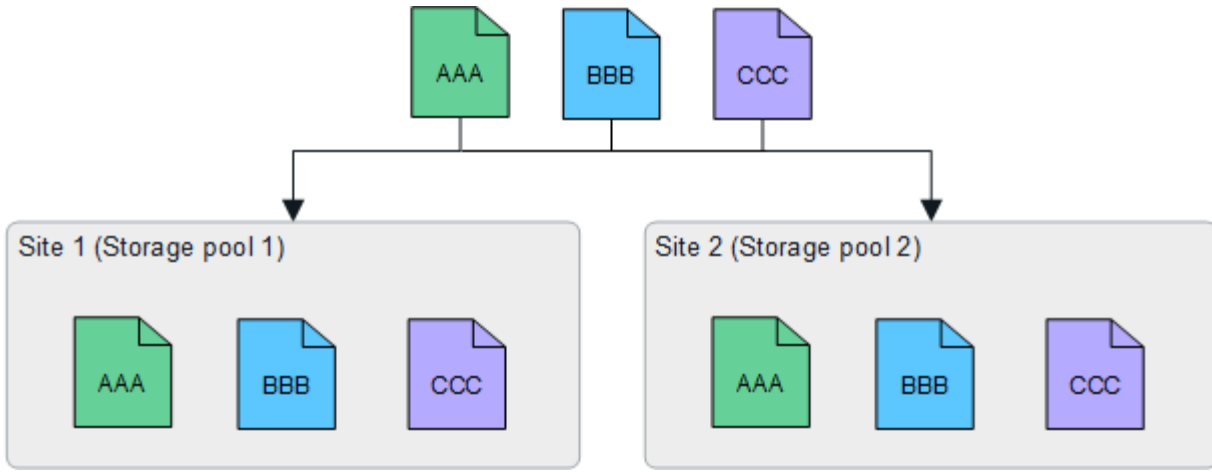 AAA
BBB
CCC
Site 1 (Storage pool 1)
AAA
BBB
CCC
Site 2 (Storage pool 2)
AAA
BBB
CCC